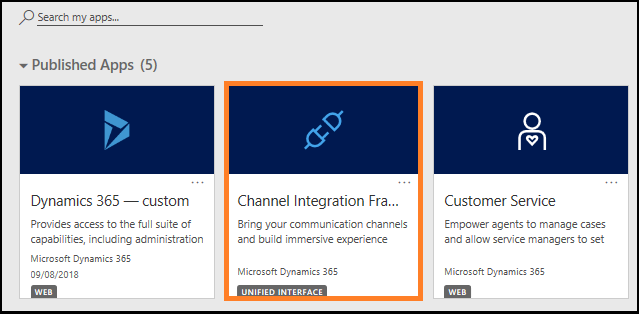 Search my apps...
Published Apps (5)
...
Dynamics 365 — custom
Provides access to the full suite of
capabilities, including administration
Microsoft Dynamics 365
09/08/2018
WEB
...
Channel Integration Fra...
Bring your communication channels
and build immersive experience
Microsoft Dynamics 365
UNIFIED INTERFACE
...
Customer Service
Empower agents to manage cases
and allow service managers to set
Microsoft Dynamics 365
WEB